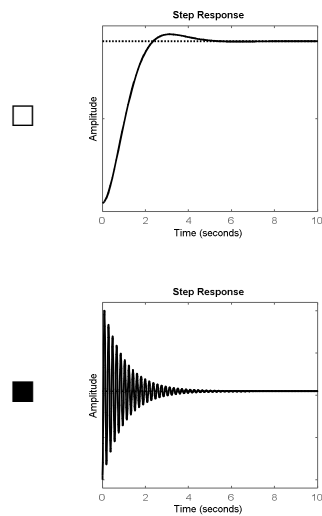 Step Response
Amplitude
0 2 4 6 8 10
Time (seconds)
Step Response
Amplitude
0 2 4 6 8 10
Time (seconds)